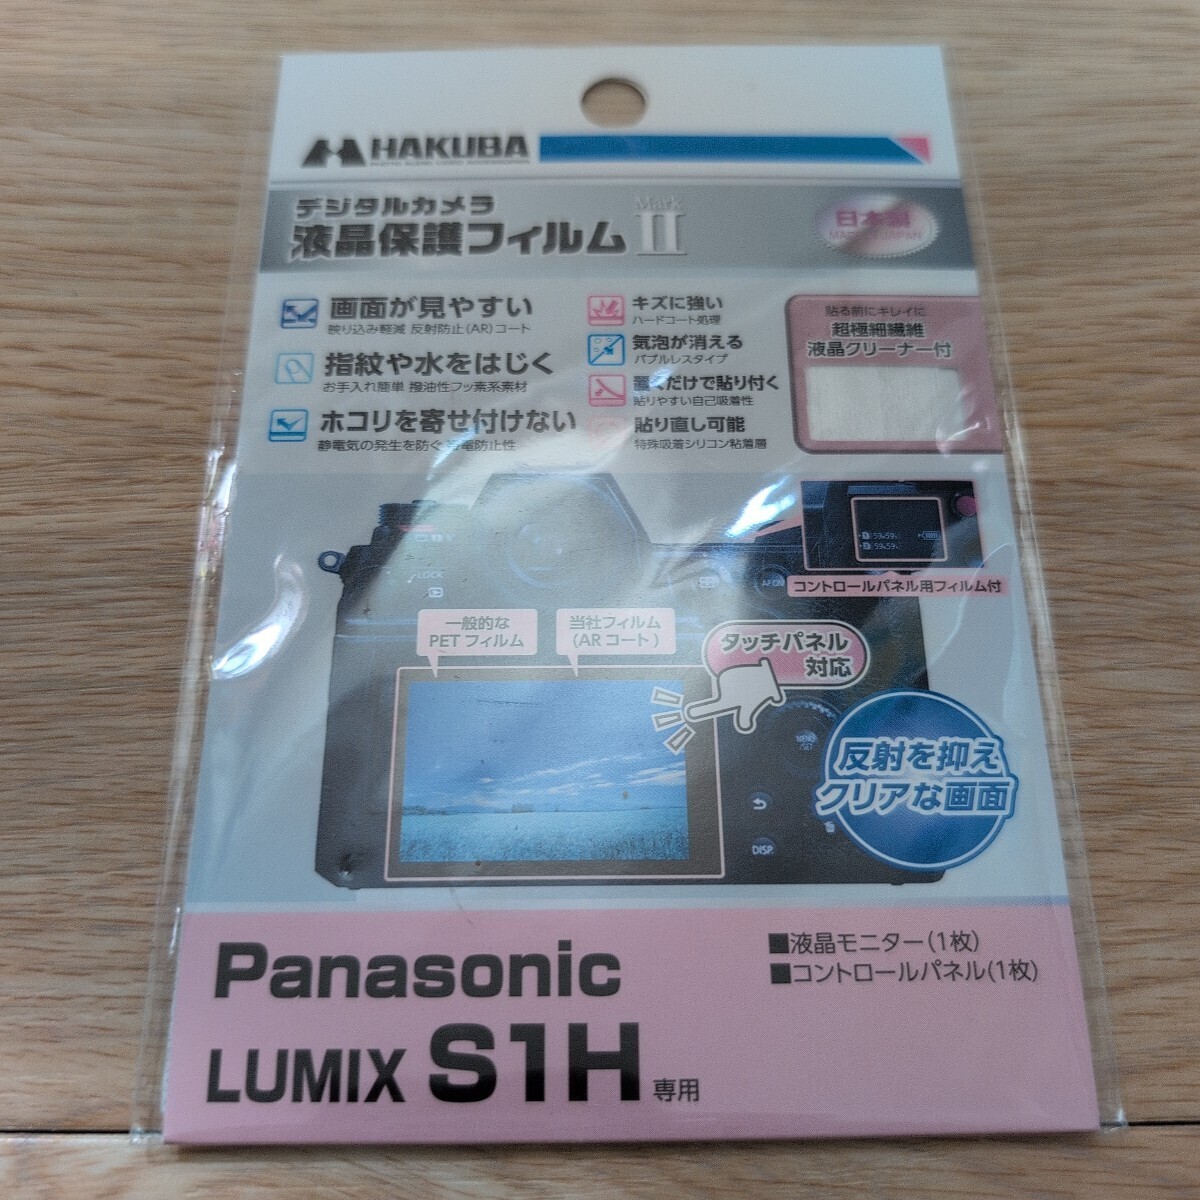 HAKUBA
デジタルカメラ
液晶保護フィルム Mark II
日本製
画面が見やすい
映り込み軽減 反射防止(AR)コート
指紋や水をはじく
お手入れ簡単 撥油性フッ素系素材
ホコリを寄せ付けない
静電気の発生を防ぐ 帯電防止性
キズに強い
ハードコート処理
気泡が消える
バブルレスタイプ
置くだけで貼り付く
貼りやすい自己吸着性
貼り直し可能
特殊吸着シリコン粘着層
貼る前にキレイに
超極細繊維
液晶クリーナー付
コントロールパネル用フィルム付
LOCK
AF ON
一般的な
PETフィルム
当社フィルム
(ARコート)
タッチパネル
対応
MENU
/SET
反射を抑え
クリアな画面
DISP.
Panasonic
LUMIX S1H 専用
■液晶モニター(1枚)
■コントロールパネル(1枚)